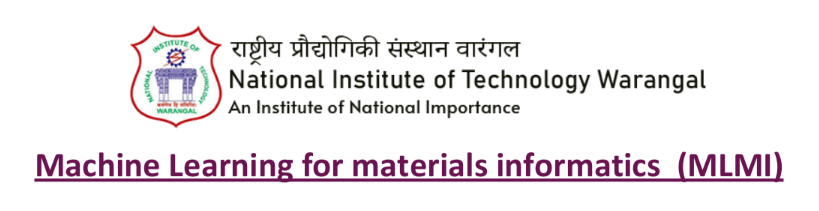 राष्ट्रीय प्रौद्योगिकी संस्थान वारंगल
National Institute of Technology Warangal
An Institute of National Importance
NATIONAL INSTITUTE OF TECHNOLOGY
WARANGAL
Machine Learning for materials informatics (MLMI)